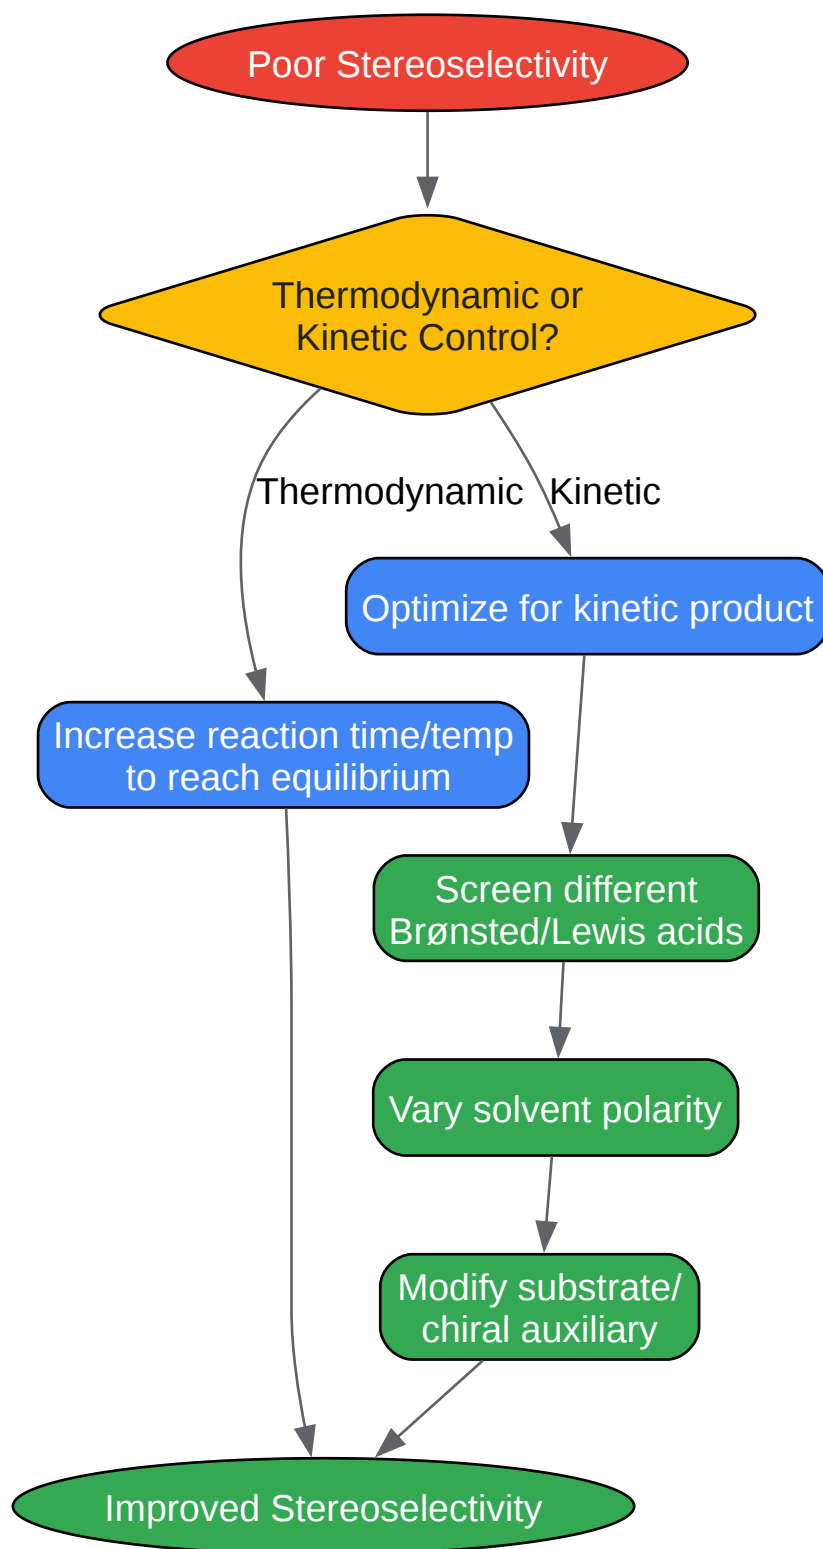 Poor Stereoselectivity
Thermodynamic or
Kinetic Control?
Thermodynamic
Kinetic
Optimize for kinetic product
Increase reaction time/temp
to reach equilibrium
Screen different
Brønsted/Lewis acids
Vary solvent polarity
Modify substrate/
chiral auxiliary
Improved Stereoselectivity